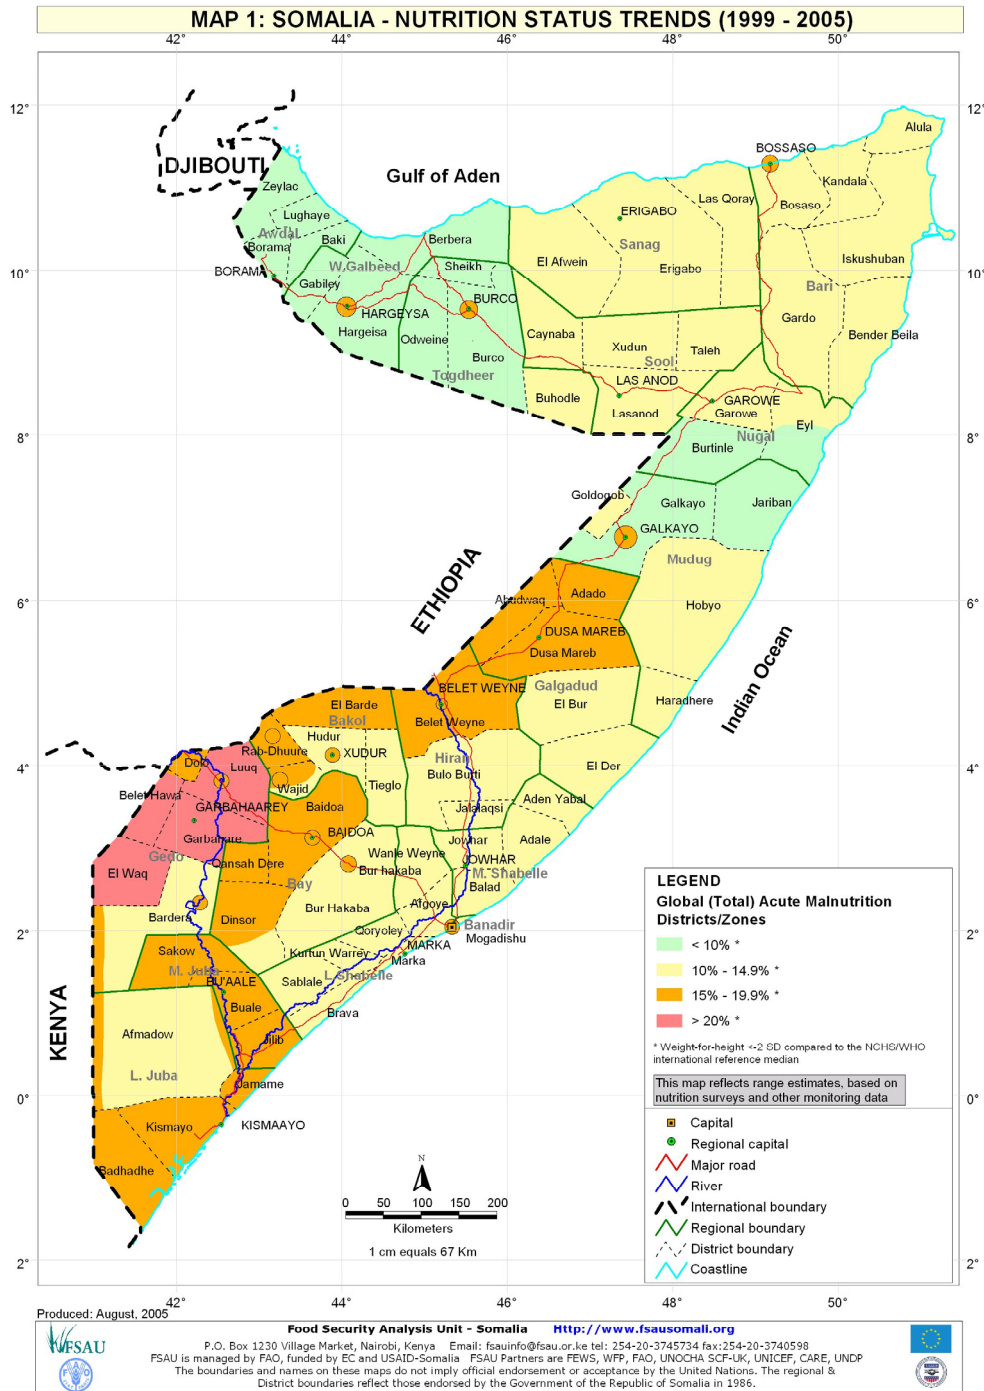 MAP 1: SOMALIA - NUTRITION STATUS TRENDS (1999 - 2005)
42° 44° 46° 48° 50°
12° 12°
Alula
BOSSASO
DJIBOUTI
Gulf of Aden
Kandala
Zeylac
Las Qoray
Bosaso
Lughaye
ERIGABO
Awdal
Baki
Berbera
Sanag
Borama
El Afwein
Iskushuban
W.Galbeed
Sheikh
Erigabo
BORAMA
10° 10°
Gabiley
BURCO
Bari
HARGEYSA
Gardo
Hargeisa
Odweine
Caynaba
Bender Beila
Burco
Xudun
Taleh
Sool
Togdheer
LAS ANOD
Buhodle
GAROWE
Lasanod
Garowe
Eyl
8° 8°
Nugal
Burtinle
Goldogob
Galkayo
Jariban
GALKAYO
Mudug
ETHIOPIA
Abudwaq
Adado
6° 6°
Hobyo
DUSA MAREB
Dusa Mareb
Indian Ocean
BELET WEYNE
Galgadud
El Barde
El Bur
Haradhere
Bakol
Belet Weyne
Hudur
Rab-Dhuure
XUDUR
Hiran
Dolo
Luuq
El Der
4° 4°
Bulo Burti
Wajid
Tieglo
Belet Hawa
Aden Yabal
GARBAHAAREY
Baidoa
Jalalaqsi
BAIDOA
Garbahare
Jowhar
Adale
Gedo
Wanle Weyne
JOWHAR
Qansah Dere
El Waq
Bur hakaba
M. Shabelle
Bay
Balad
Bur Hakaba
Afgoye
Bardera
Dinsor
Banadir
Qoryoley
Mogadishu
2° 2°
MARKA
Sakow
Kurtun Warrey
Marka
M. Juba
L.Shabelle
BU'AALE
Sablale
Buale
Brava
KENYA
Afmadow
Jilib
L. Juba
Jamame
0° 0°
Kismayo
KISMAAYO
Badhadhe
N
0 50 100 150 200
Kilometers
1 cm equals 67 Km
2° 2°
42° 44° 46° 48° 50°
LEGEND
Global (Total) Acute Malnutrition
Districts/Zones
< 10% *
10% - 14.9% *
15% - 19.9% *
> 20% *
* Weight-for-height <-2 SD compared to the NCHS/WHO
international reference median
This map reflects range estimates, based on
nutrition surveys and other monitoring data
Capital
Regional capital
Major road
River
International boundary
Regional boundary
District boundary
Coastline
Produced: August, 2005
FSAU
Food Security Analysis Unit - Somalia http://www.fsausomali.org
P.O. Box 1230 Village Market, Nairobi, Kenya Email: fsauinfo@fsau.or.ke tel: 254-20-3745734 fax:254-20-3740598
FSAU is managed by FAO, funded by EC and USAID-Somalia FSAU Partners are FEWS, WFP, FAO, UNOCHA SCF-UK, UNICEF, CARE, UNDP
The boundaries and names on these maps do not imply official endorsement or acceptance by the United Nations. The regional &
District boundaries reflect those endorsed by the Government of the Republic of Somalia in 1986.